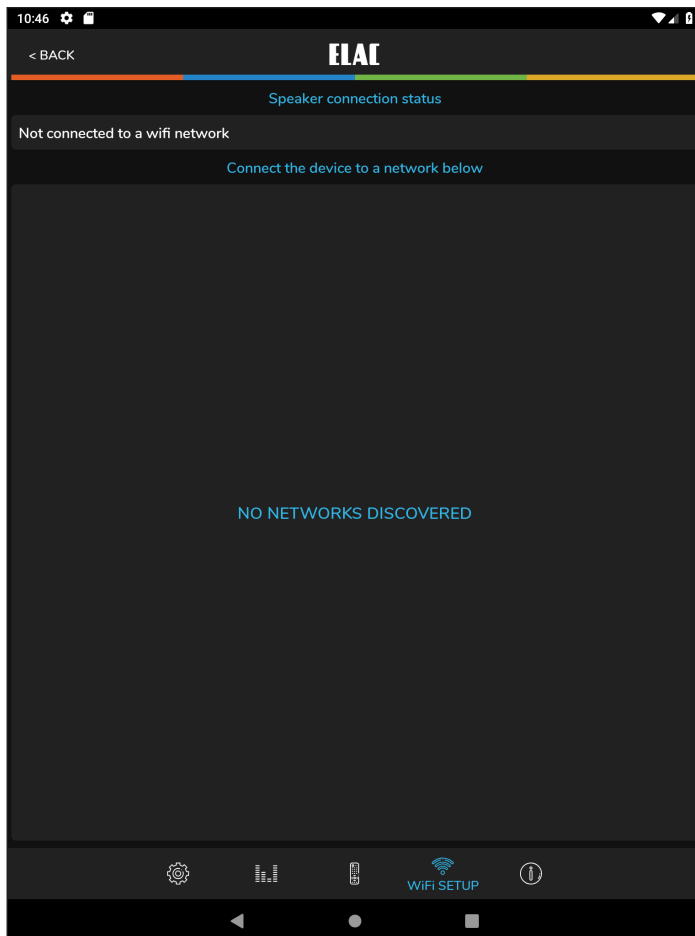 10:46
< BACK
ELAC
Speaker connection status
Not connected to a wifi network
Connect the device to a network below
NO NETWORKS DISCOVERED
WiFi SETUP